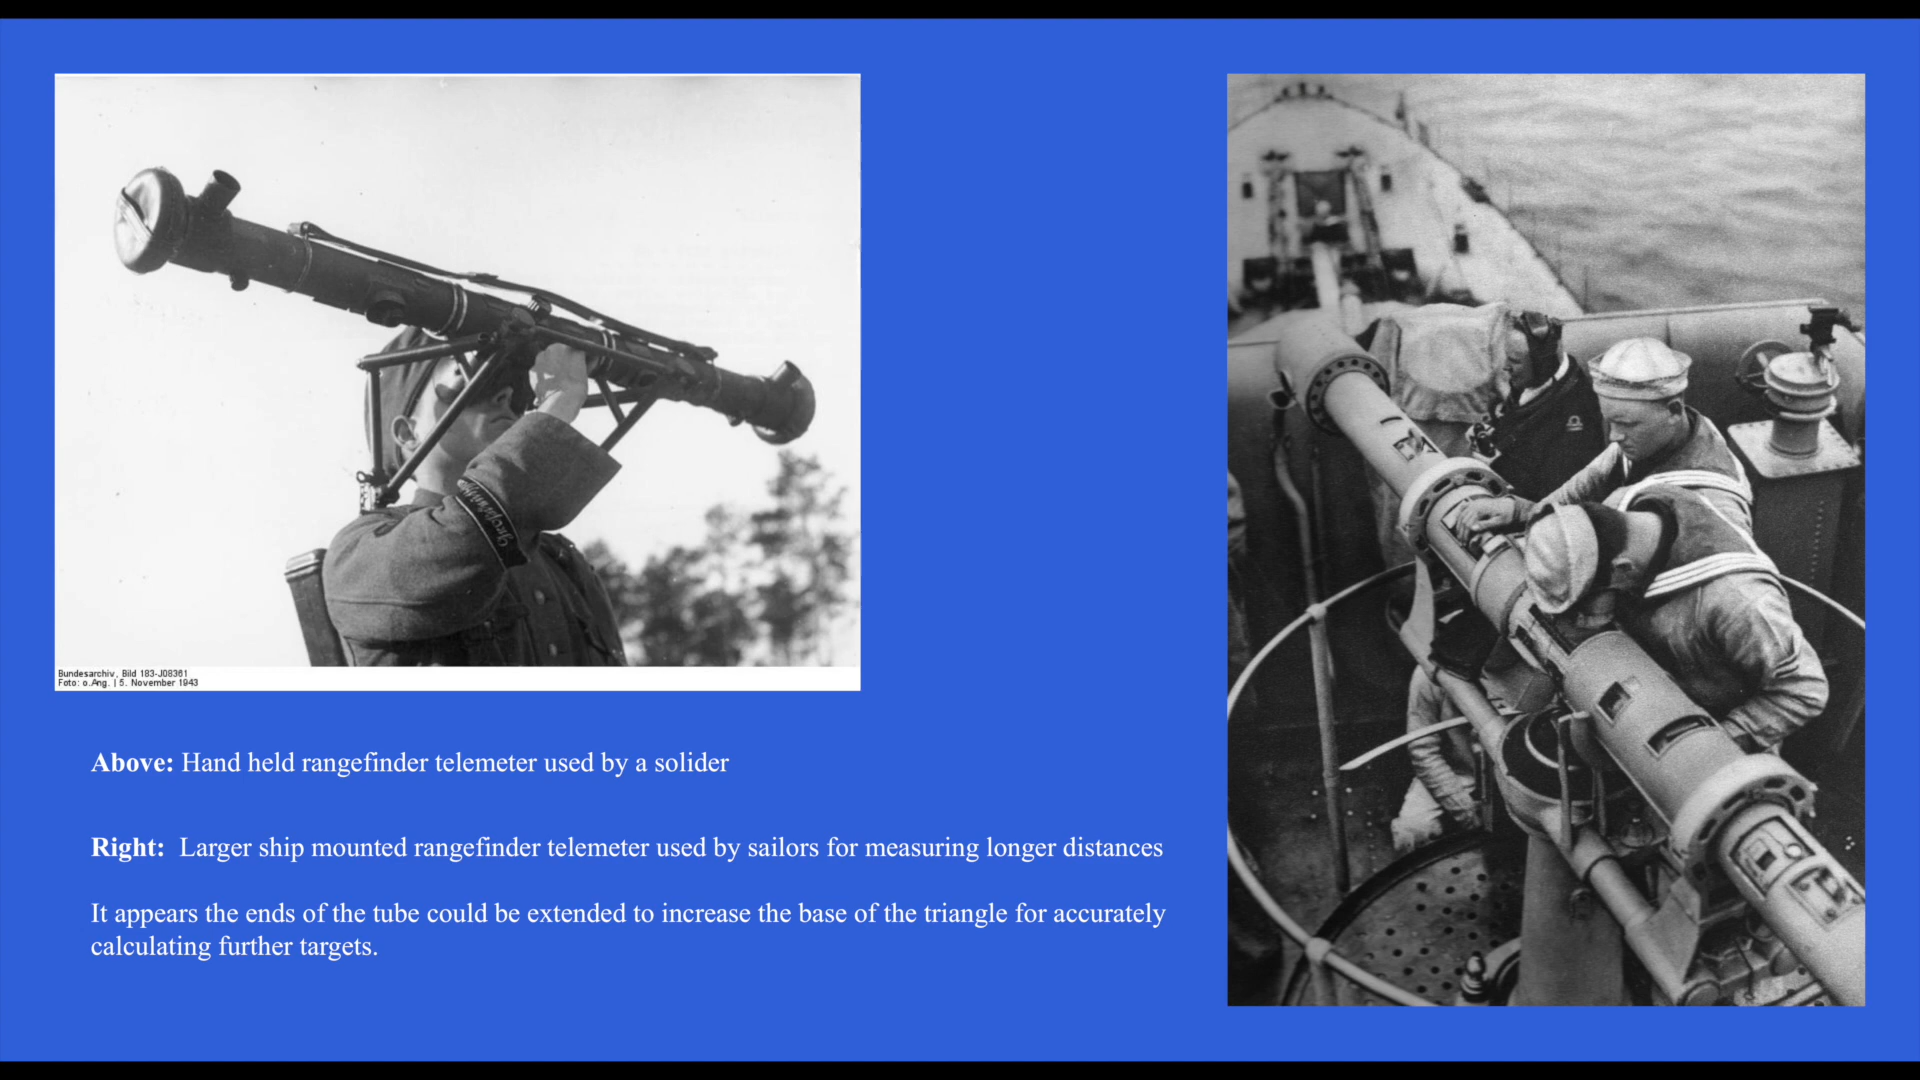 Bundesarchiv, Bild 183-J08361
Foto: o.Ang. | 5. November 1943
Above: Hand held rangefinder telemeter used by a solider
Right: Larger ship mounted rangefinder telemeter used by sailors for measuring longer distances
It appears the ends of the tube could be extended to increase the base of the triangle for accurately
calculating further targets.